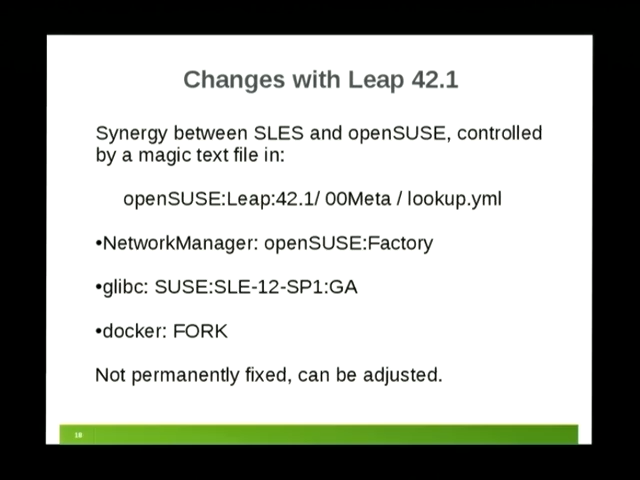 Changes with Leap 42.1
Synergy between SLES and openSUSE, controlled
by a magic text file in:
openSUSE:Leap:42.1/ 00Meta / lookup.yml
•NetworkManager: openSUSE:Factory
•glibc: SUSE:SLE-12-SP1:GA
•docker: FORK
Not permanently fixed, can be adjusted.
18